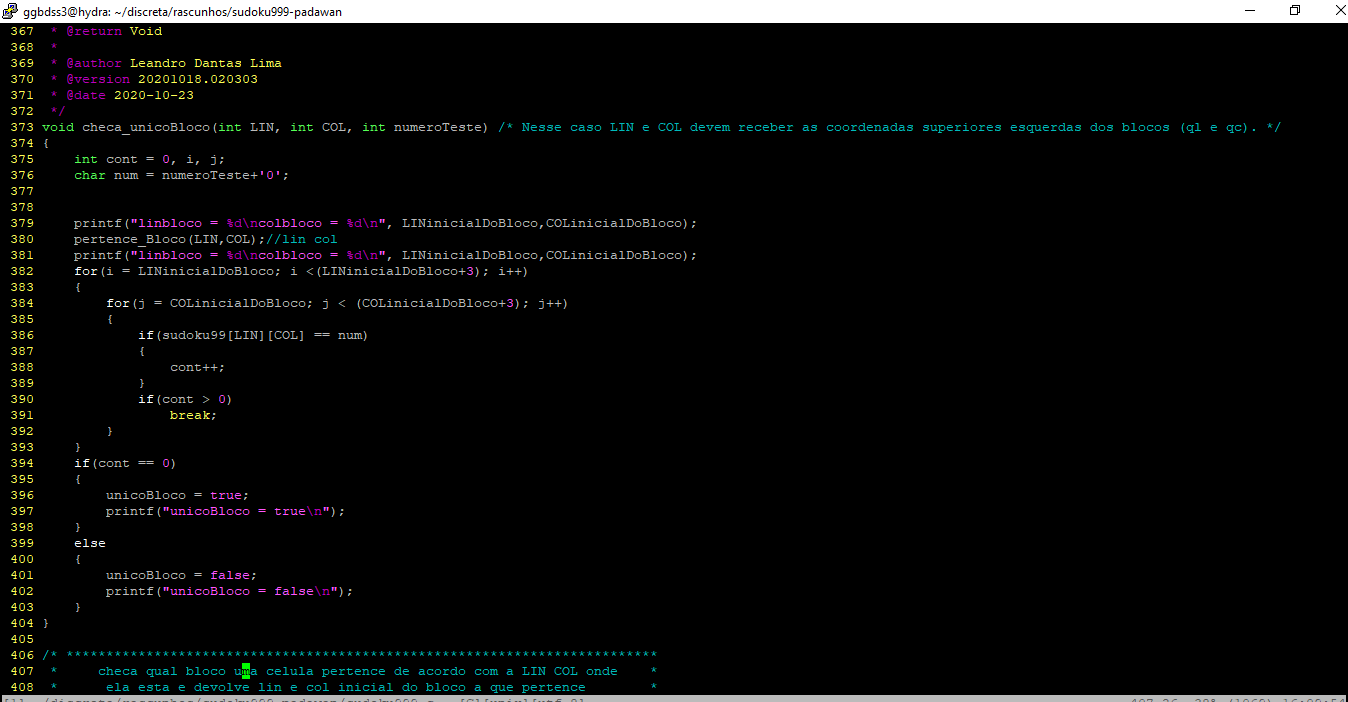 ggbdss3@hydra: ~/discreta/rascunhos/sudoku999-padawan
367 * @return Void
368 *
369 * @author Leandro Dantas Lima
370 * @version 20201018.020303
371 * @date 2020-10-23
372 */
373 void checa_unicoBloco(int LIN, int COL, int numeroTeste) /* Nesse caso LIN e COL devem receber as coordenadas superiores esquerdas dos blocos (ql e qc). */
374 {
375     int cont = 0, i, j;
376     char num = numeroTeste+'0';
377
378
379     printf("linbloco = %d\ncolbloco = %d\n", LINinicialDoBloco,COLinicialDoBloco);
380     pertence_Bloco(LIN,COL);//lin col
381     printf("linbloco = %d\ncolbloco = %d\n", LINinicialDoBloco,COLinicialDoBloco);
382     for(i = LINinicialDoBloco; i <(LINinicialDoBloco+3); i++)
383     {
384         for(j = COLinicialDoBloco; j < (COLinicialDoBloco+3); j++)
385         {
386             if(sudoku99[LIN][COL] == num)
387             {
388                 cont++;
389             }
390             if(cont > 0)
391                 break;
392         }
393     }
394     if(cont == 0)
395     {
396         unicoBloco = true;
397         printf("unicoBloco = true\n");
398     }
399     else
400     {
401         unicoBloco = false;
402         printf("unicoBloco = false\n");
403     }
404 }
405
406 /* **************************************************************************
407 *     checa qual bloco uma celula pertence de acordo com a LIN COL onde    *
408 *      ela esta e devolve lin e col inicial do bloco a que pertence        *